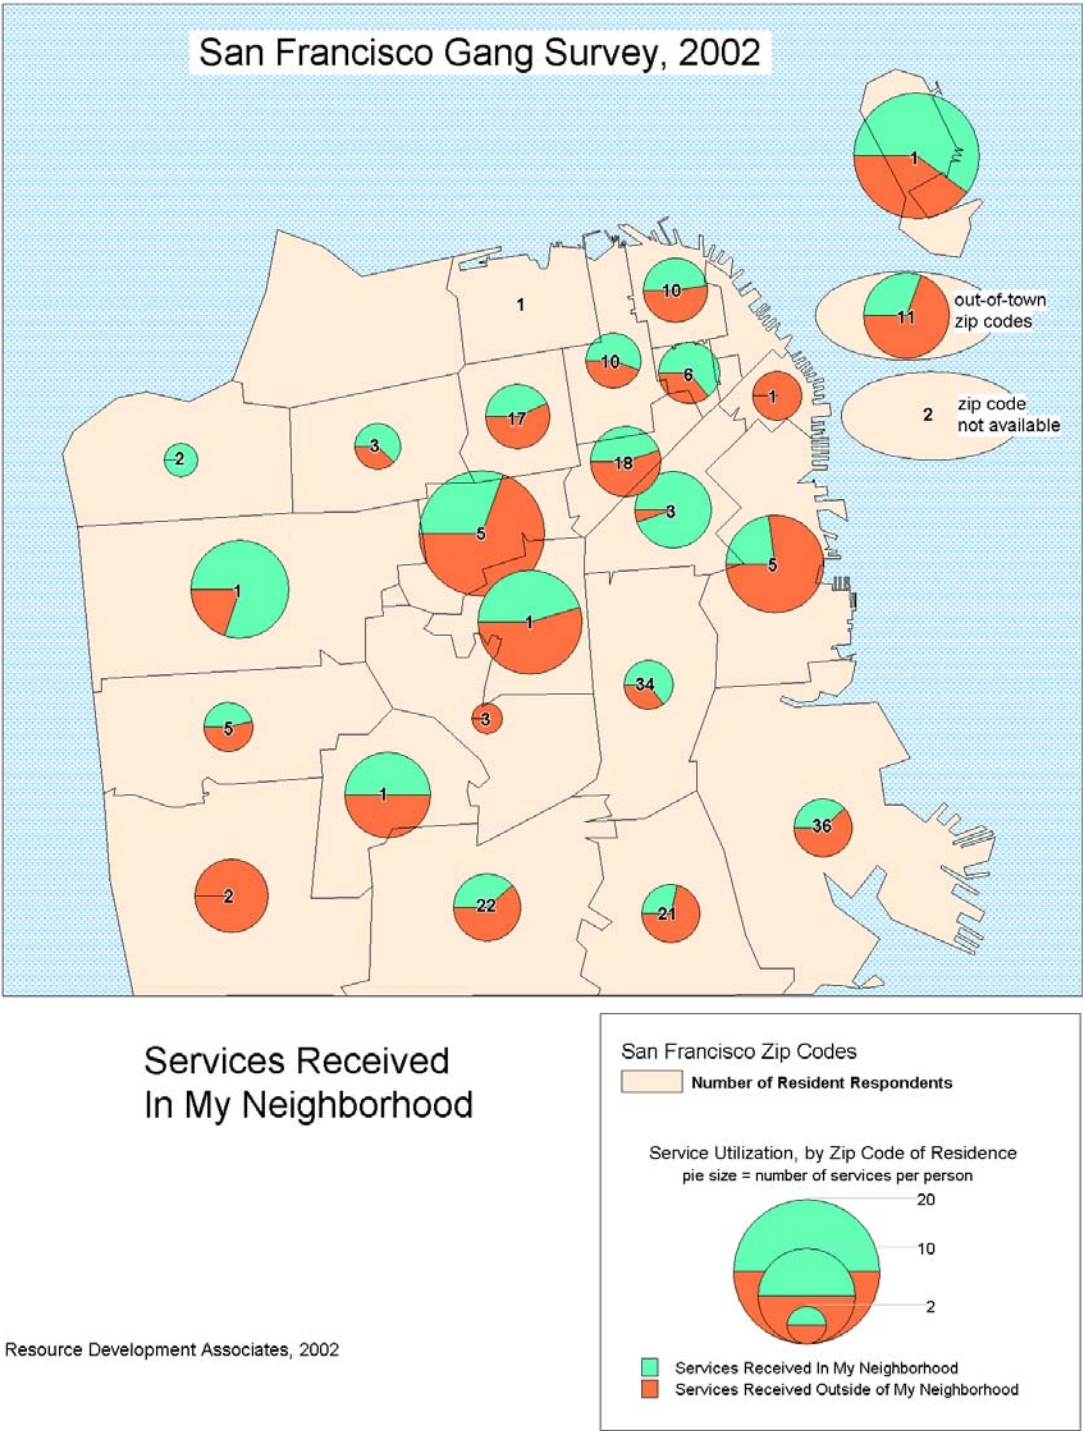 San Francisco Gang Survey, 2002
1
1
10
11
out-of-town
zip codes
10
6
1
2
zip code
not available
17
3
2
18
3
5
5
1
1
34
3
5
1
36
2
22
21
Services Received
In My Neighborhood
San Francisco Zip Codes
Number of Resident Respondents
Service Utilization, by Zip Code of Residence
pie size = number of services per person
20
10
2
Services Received In My Neighborhood
Services Received Outside of My Neighborhood
Resource Development Associates, 2002